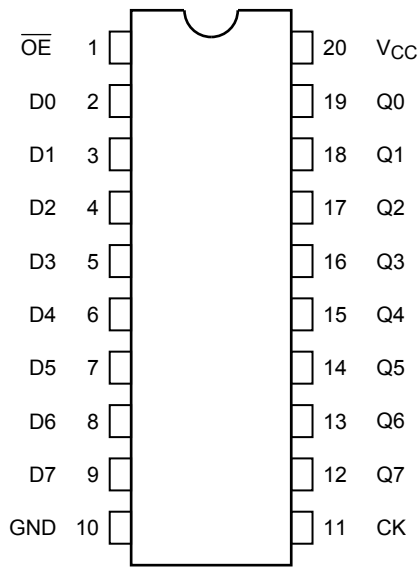 OE 1 20 VCC
D0 2 19 Q0
D1 3 18 Q1
D2 4 17 Q2
D3 5 16 Q3
D4 6 15 Q4
D5 7 14 Q5
D6 8 13 Q6
D7 9 12 Q7
GND 10 11 CK